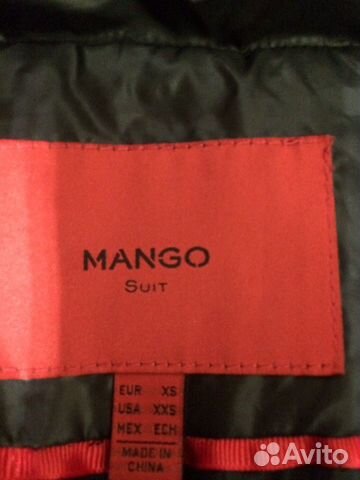 MANGO
SUIT
EUR XS
USA XXS
MEX ECH
MADE IN
CHINA
Avito